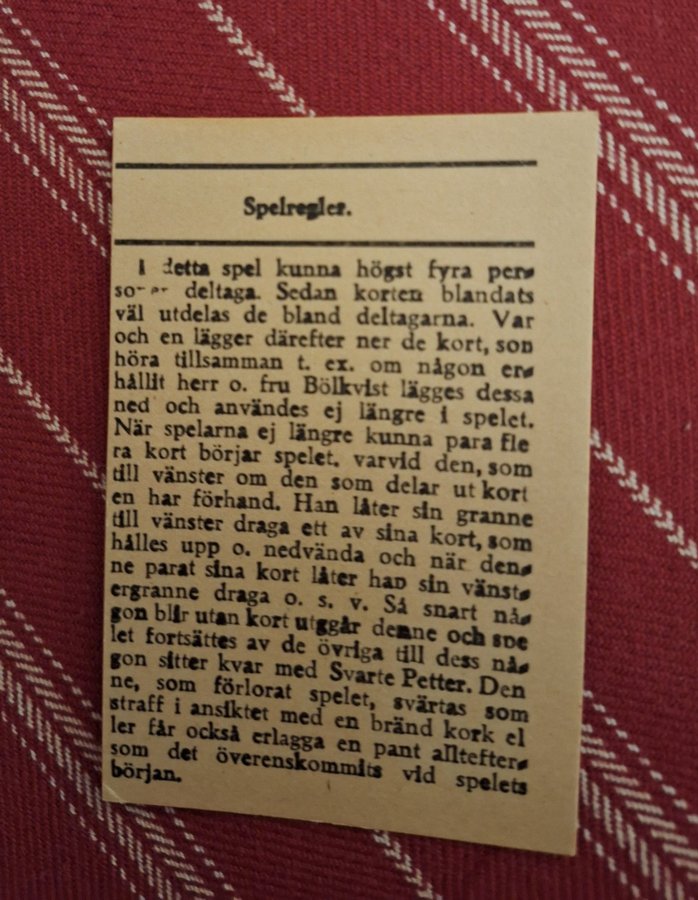 Spelregler.
I detta spel kunna högst fyra per-
soner deltaga. Sedan korten blandats
väl utdelas de bland deltagarna. Var
och en lägger därefter ner de kort, som
höra tillsamman t. ex. om någon er-
hållit herr o. fru Bölkvist lägges dessa
ned och användes ej längre i spelet.
När spelarna ej längre kunna para fle
ra kort börjar spelet. varvid den, som
till vänster om den som delar ut kort
en har förhand. Han låter sin granne
till vänster draga ett av sina kort, som
hålles upp o. nedvända och när den-
ne parat sina kort låter han sin vänst-
ergranne draga o. s. v. Så snart nå-
gon blir utan kort utggår denne och spe
let fortsättes av de övriga till dess nå-
gon sitter kvar med Svarte Petter. Den
ne, som förlorat spelet, svärtas som
straff i ansiktet med en bränd kork el
ler får också erlagga en pant alltefter-
som det överenskommits vid spelets
början.